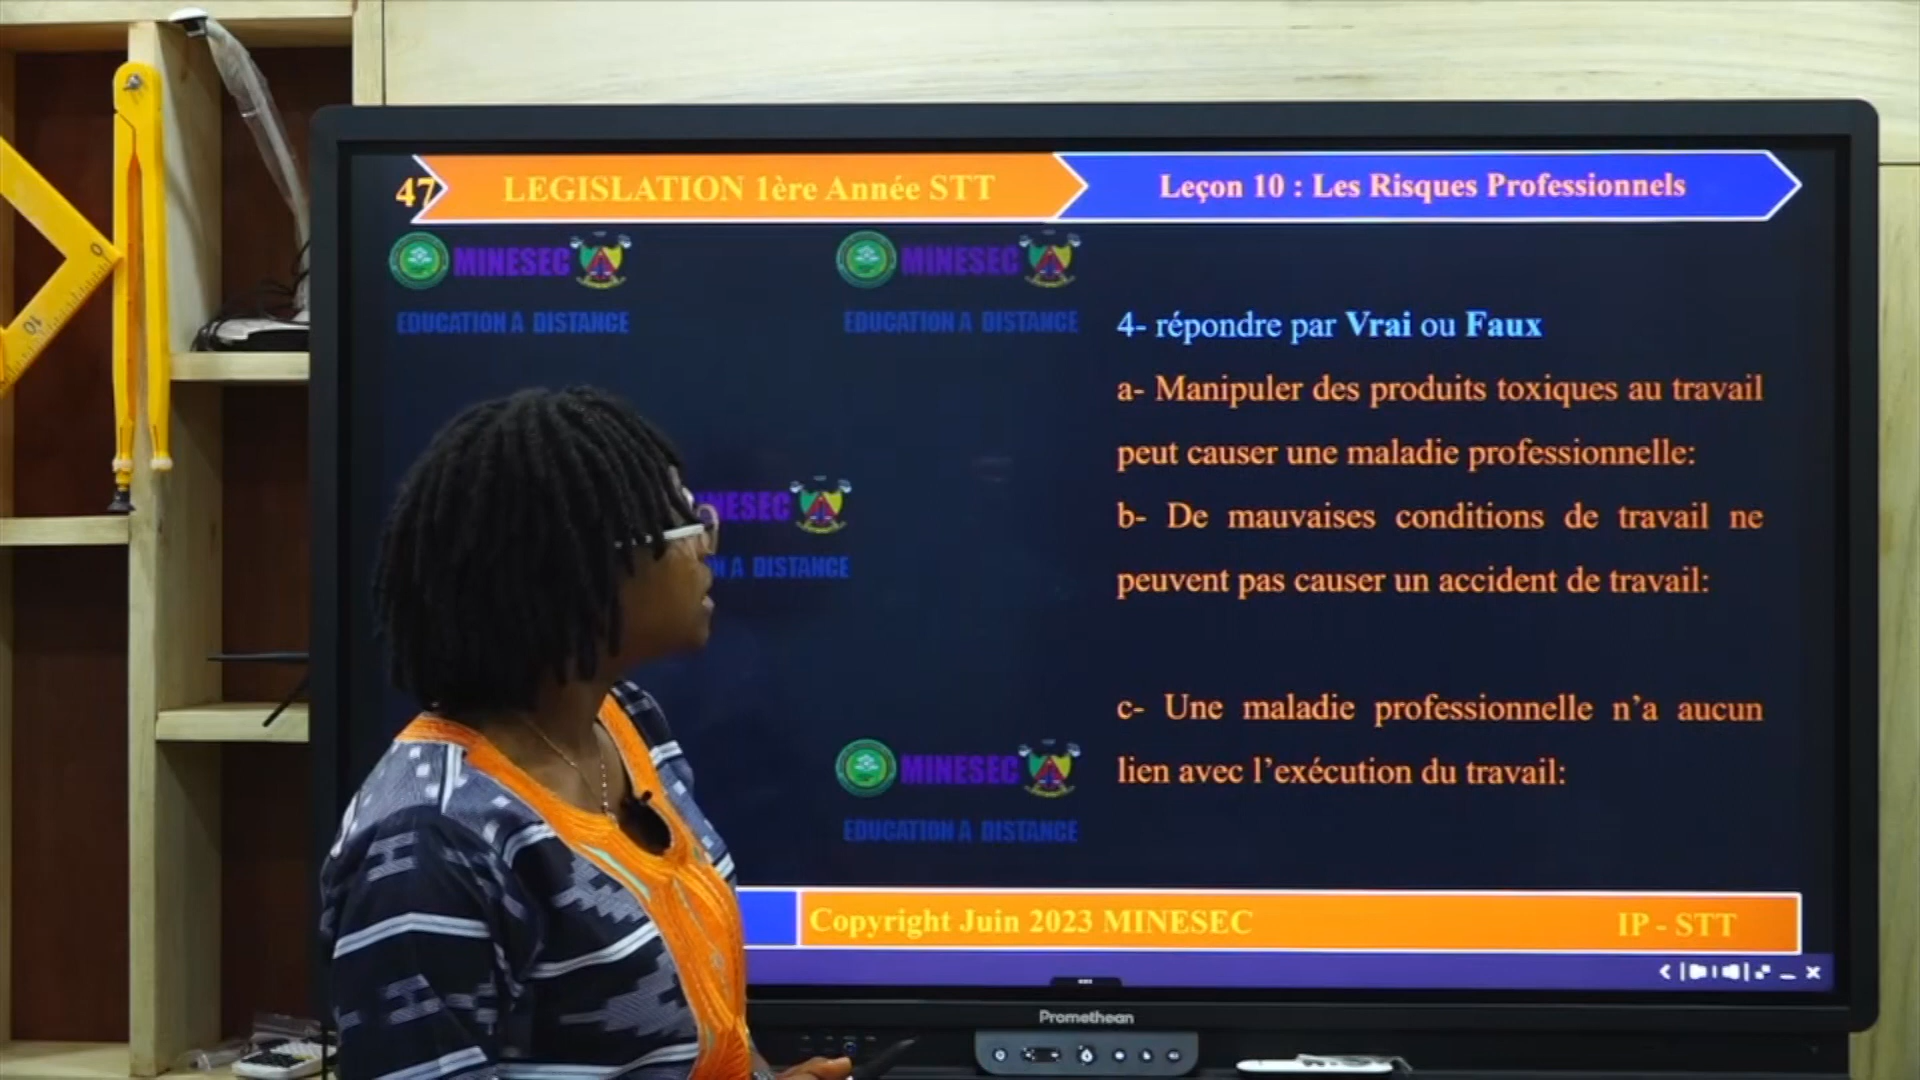 47
LEGISLATION 1ère Année STT
Leçon 10 : Les Risques Professionnels
MINESEC
EDUCATION A DISTANCE
MINESEC
EDUCATION A DISTANCE
4- répondre par Vrai ou Faux
a- Manipuler des produits toxiques au travail
peut causer une maladie professionnelle:
b- De mauvaises conditions de travail ne
peuvent pas causer un accident de travail:
c- Une maladie professionnelle n'a aucun
lien avec l'exécution du travail:
NESEC
N A DISTANCE
MINESEC
EDUCATION A DISTANCE
Copyright Juin 2023 MINESEC
IP - STT
Promethean
0
10